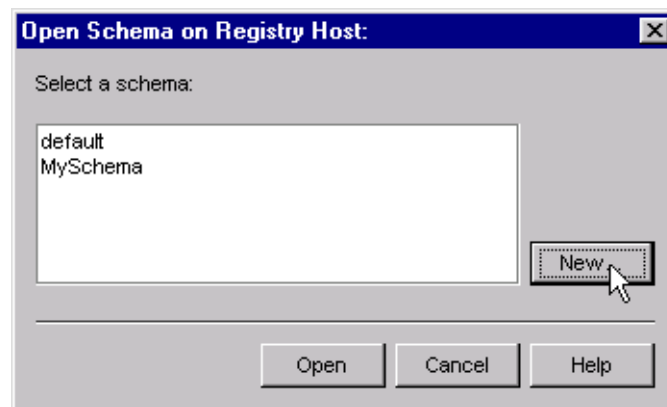 Open Schema on Registry Host:
Select a schema:
default
MySchema
New...
Open Cancel Help